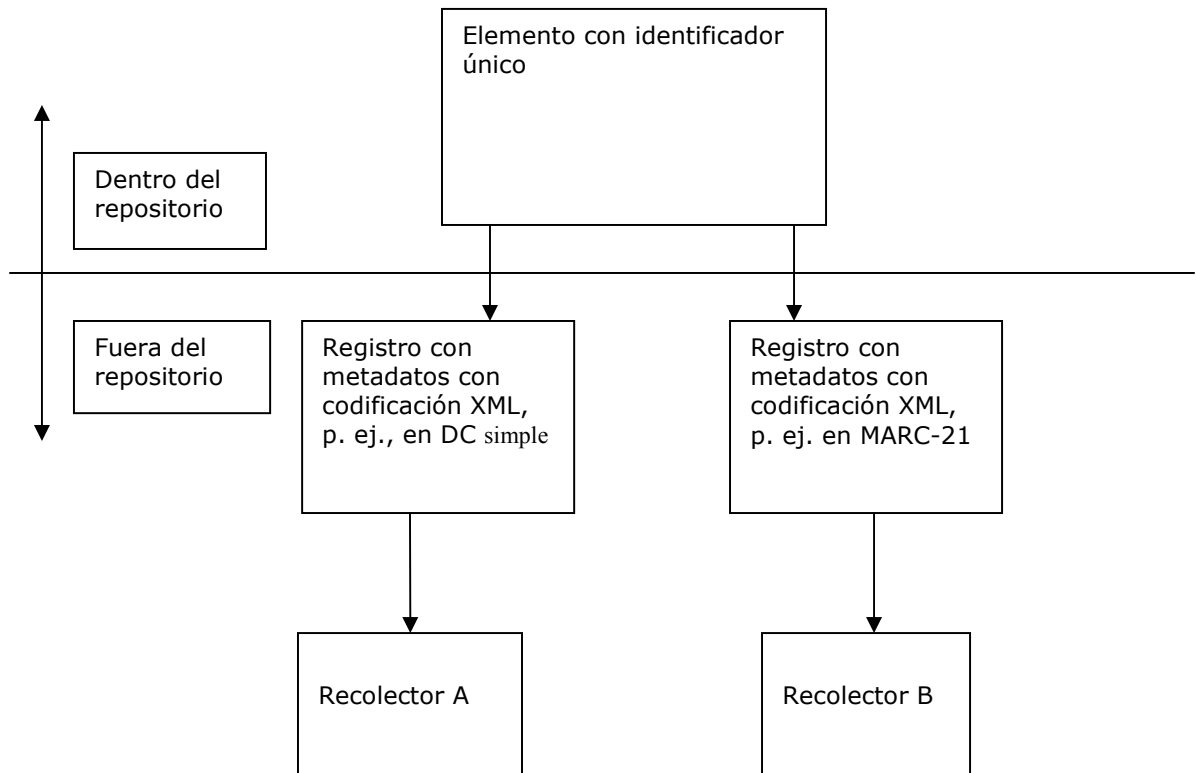 Elemento con identificador
único
Dentro del
repositorio
Fuera del
repositorio
Registro con
metadatos con
codificación XML,
p. ej., en DC simple
Registro con
metadatos con
codificación XML,
p. ej. en MARC-21
Recolector A
Recolector B